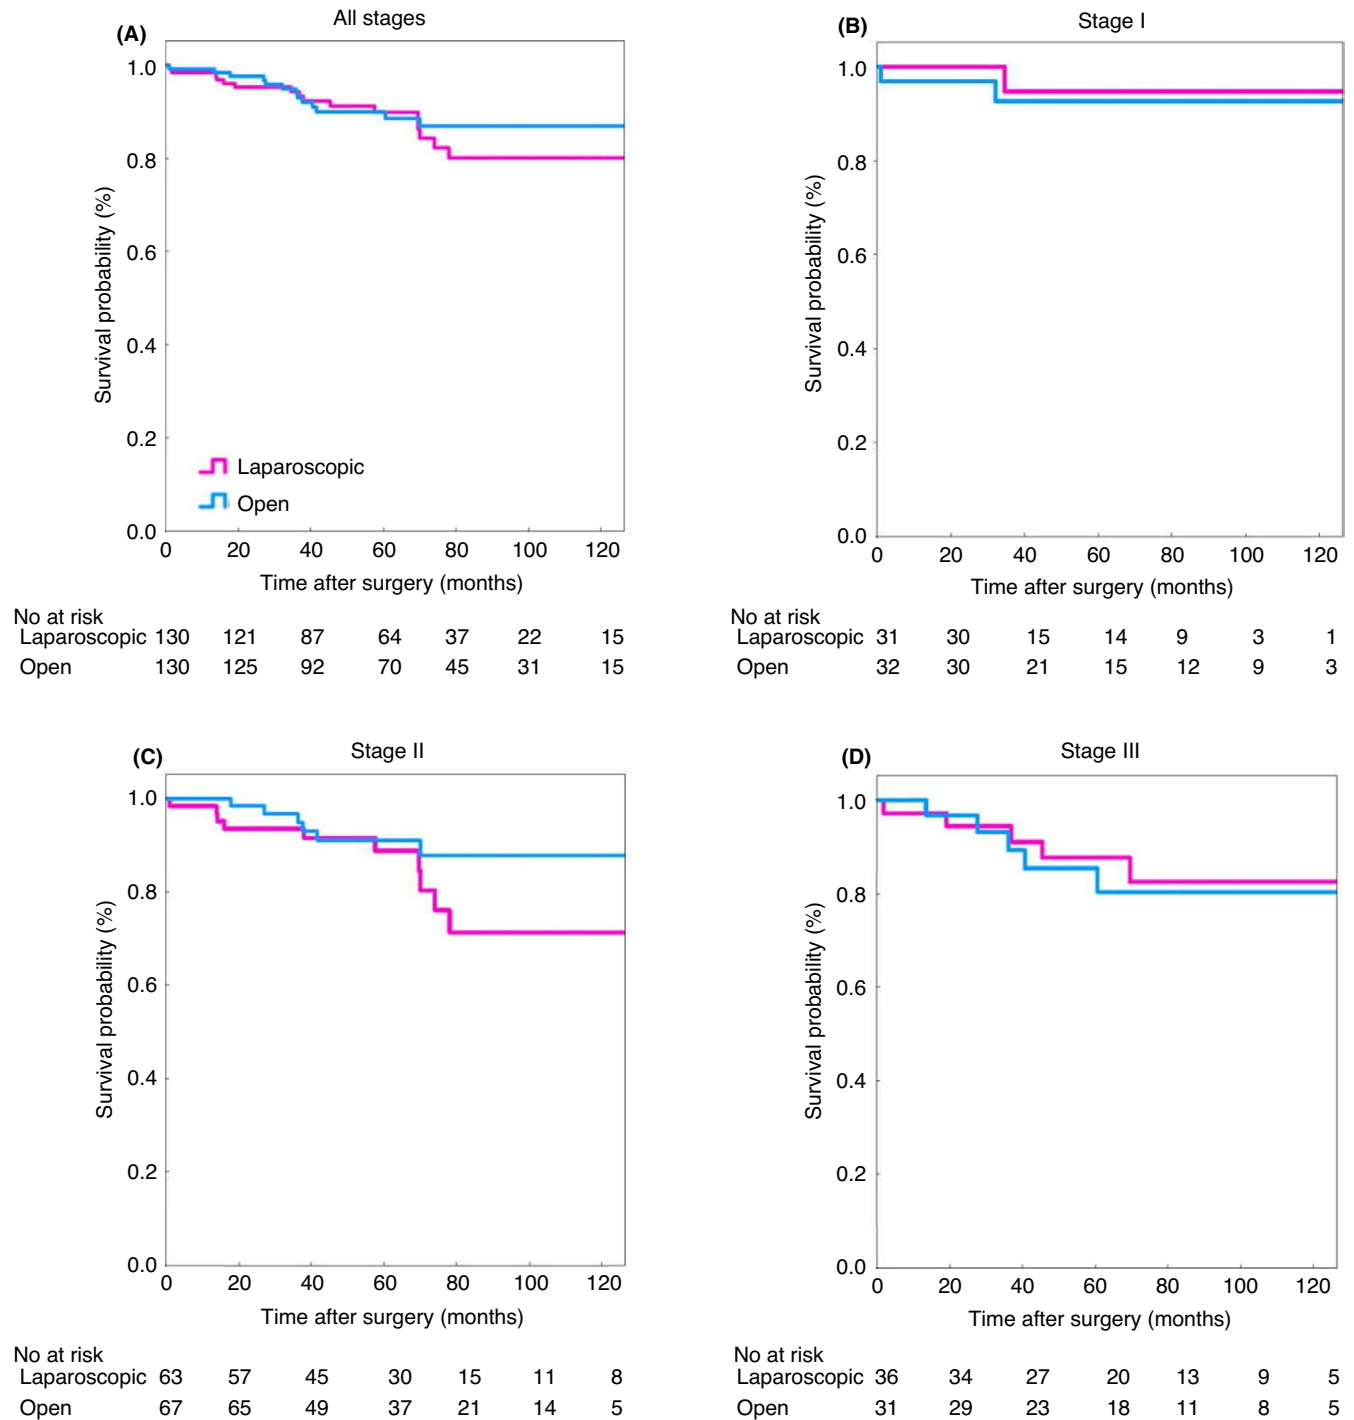 (A) All stages
1.0
0.8
0.6
0.4
0.2
0.0
Survival probability (%)
Laparoscopic
Open
0 20 40 60 80 100 120
Time after surgery (months)
No at risk
Laparoscopic 130 121 87 64 37 22 15
Open 130 125 92 70 45 31 15
(B) Stage I
1.0
0.8
0.6
0.4
0.2
0.0
Survival probability (%)
0 20 40 60 80 100 120
Time after surgery (months)
No at risk
Laparoscopic 31 30 15 14 9 3 1
Open 32 30 21 15 12 9 3
(C) Stage II
1.0
0.8
0.6
0.4
0.2
0.0
Survival probability (%)
0 20 40 60 80 100 120
Time after surgery (months)
No at risk
Laparoscopic 63 57 45 30 15 11 8
Open 67 65 49 37 21 14 5
(D) Stage III
1.0
0.8
0.6
0.4
0.2
0.0
Survival probability (%)
0 20 40 60 80 100 120
Time after surgery (months)
No at risk
Laparoscopic 36 34 27 20 13 9 5
Open 31 29 23 18 11 8 5